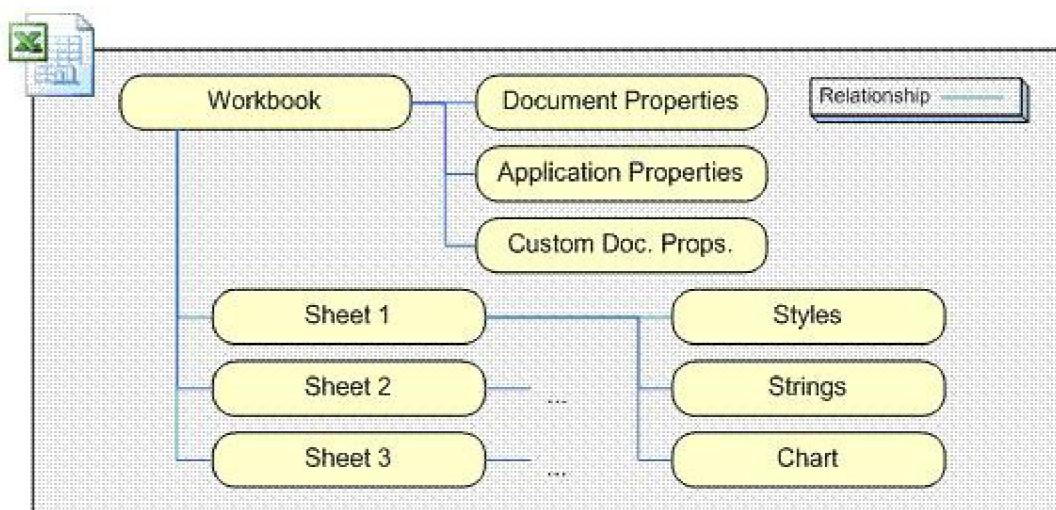 Workbook
Document Properties
Relationship
Application Properties
Custom Doc. Props.
Sheet 1
Styles
Sheet 2
...
Strings
Sheet 3
...
Chart